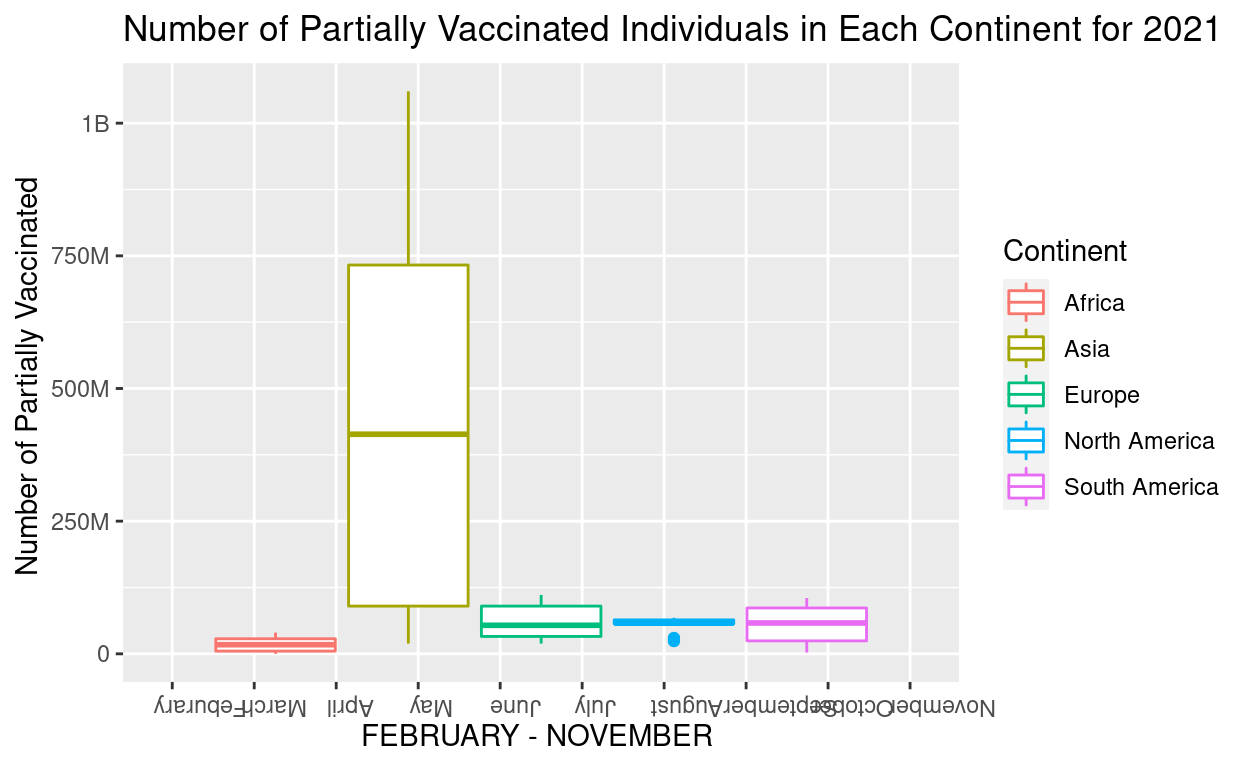 Number of Partially Vaccinated Individuals in Each Continent for 2021
Number of Partially Vaccinated
1B
750M
500M
250M
0
Feburary
March
April
May
June
July
August
September
October
November
FEBRUARY - NOVEMBER
Continent
Africa
Asia
Europe
North America
South America